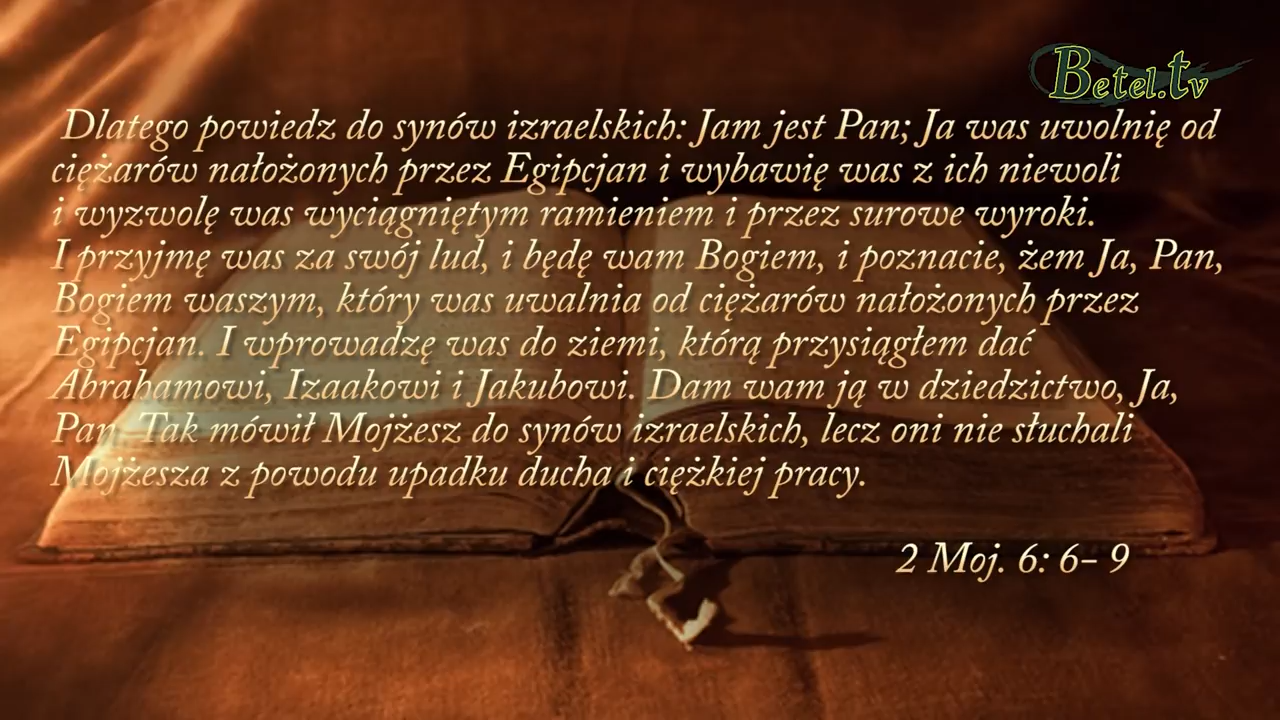 Betel.tv
Dlatego powiedz do synów izraelskich: Jam jest Pan; Ja was uwolnię od
ciężarów nałożonych przez Egipcjan i wybawię was z ich niewoli
i wyzwolę was wyciągniętym ramieniem i przez surowe wyroki.
I przyjmę was za swój lud, i będę wam Bogiem, i poznacie, żem Ja, Pan,
Bogiem waszym, który was uwalnia od ciężarów nałożonych przez
Egipcjan. I wprowadzę was do ziemi, którą przysiągłem dać
Abrahamowi, Izaakowi i Jakubowi. Dam wam ją w dziedzictwo, Ja,
Pan. Tak mówił Mojżesz do synów izraelskich, lecz oni nie słuchali
Mojżesza z powodu upadku ducha i ciężkiej pracy.
2 Moj. 6: 6– 9